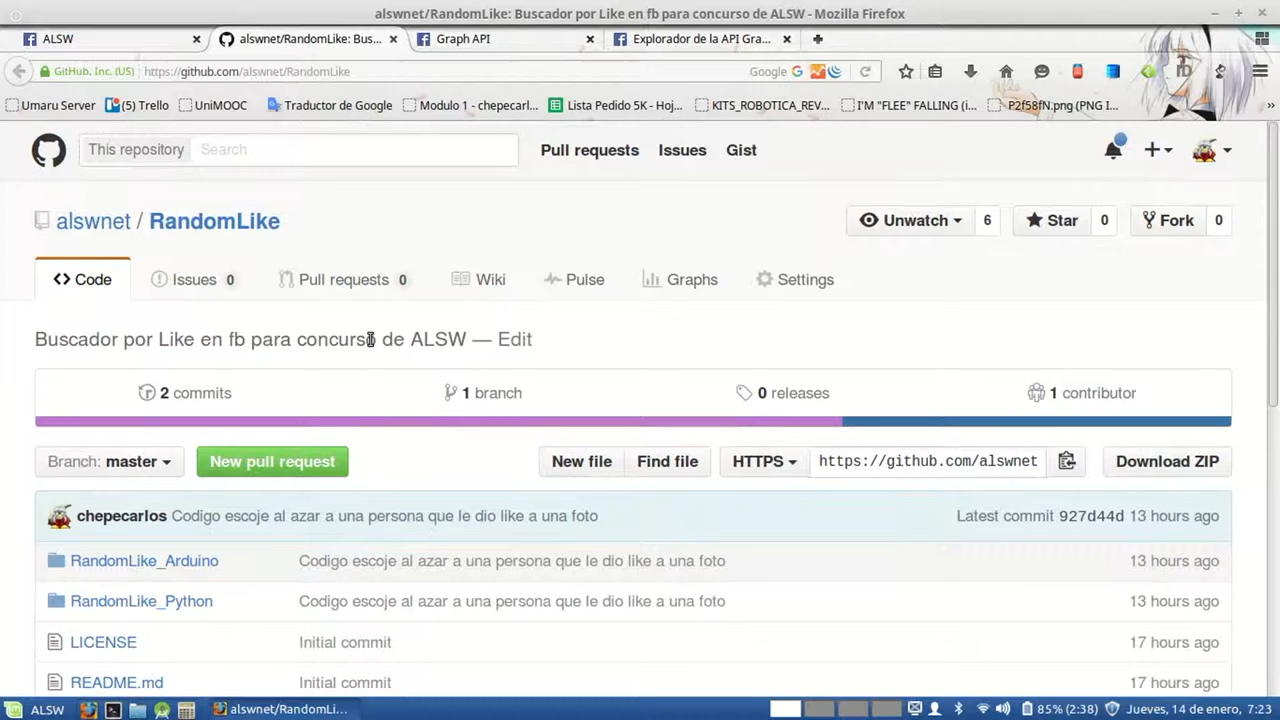 alswnet/RandomLike: Buscador por Like en fb para concurso de ALSW - Mozilla Firefox
ALSW
alswnet/RandomLike: Bus...
Graph API
Explorador de la API Gra...
GitHub, Inc. (US) https://github.com/alswnet/RandomLike
Google
Umaru Server
(5) Trello
UniMOOC
Traductor de Google
Modulo 1 - chepecarl...
Lista Pedido 5K - Hoj...
KITS_ROBOTICA_REV...
I'M "FLEE" FALLING (i...
P2f58fN.png (PNG I...
This repository Search
Pull requests Issues Gist
alswnet / RandomLike
Unwatch 6 Star 0 Fork 0
Code Issues 0 Pull requests 0 Wiki Pulse Graphs Settings
Buscador por Like en fb para concurso de ALSW — Edit
2 commits 1 branch 0 releases 1 contributor
Branch: master New pull request New file Find file HTTPS https://github.com/alswnet Download ZIP
chepecarlos Codigo escoje al azar a una persona que le dio like a una foto Latest commit 927d44d 13 hours ago
RandomLike_Arduino Codigo escoje al azar a una persona que le dio like a una foto 13 hours ago
RandomLike_Python Codigo escoje al azar a una persona que le dio like a una foto 13 hours ago
LICENSE Initial commit 17 hours ago
README.md Initial commit 17 hours ago
ALSW alswnet/RandomLi... 85% (2:38) Jueves, 14 de enero, 7:23